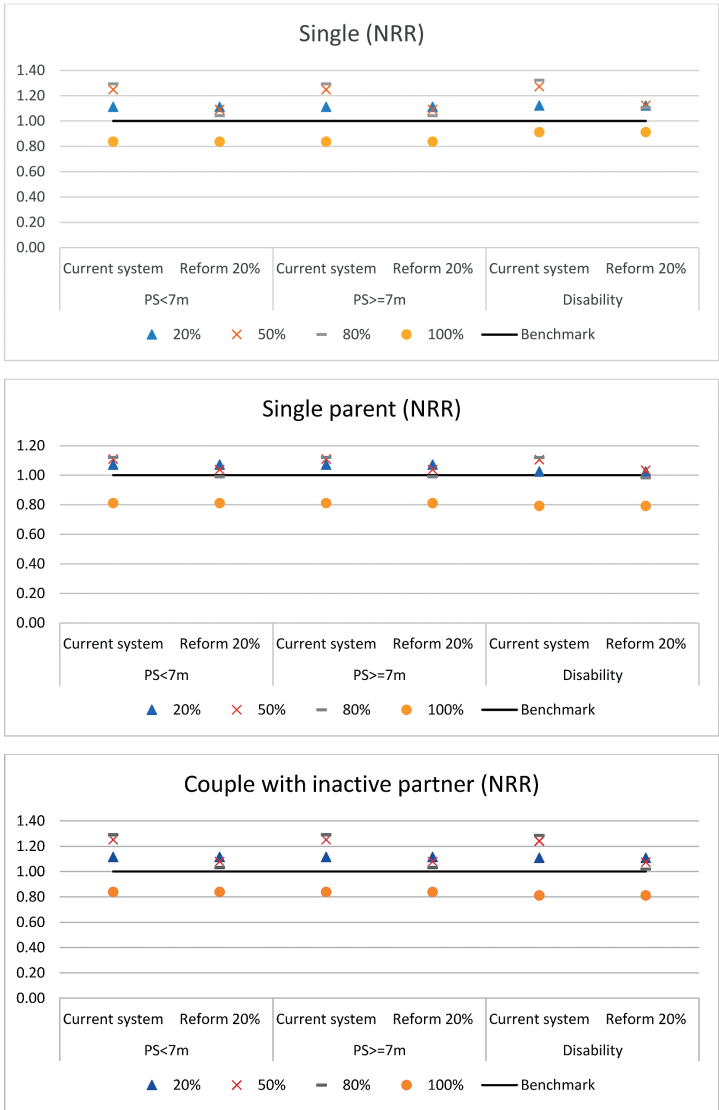 Single (NRR)
1.40
1.20
1.00
0.80
0.60
0.40
0.20
0.00
Current system Reform 20% Current system Reform 20% Current system Reform 20%
PS<7m PS>=7m Disability
20% 50% 80% 100% Benchmark
Single parent (NRR)
1.20
1.00
0.80
0.60
0.40
0.20
0.00
Current system Reform 20% Current system Reform 20% Current system Reform 20%
PS<7m PS>=7m Disability
20% 50% 80% 100% Benchmark
Couple with inactive partner (NRR)
1.40
1.20
1.00
0.80
0.60
0.40
0.20
0.00
Current system Reform 20% Current system Reform 20% Current system Reform 20%
PS<7m PS>=7m Disability
20% 50% 80% 100% Benchmark